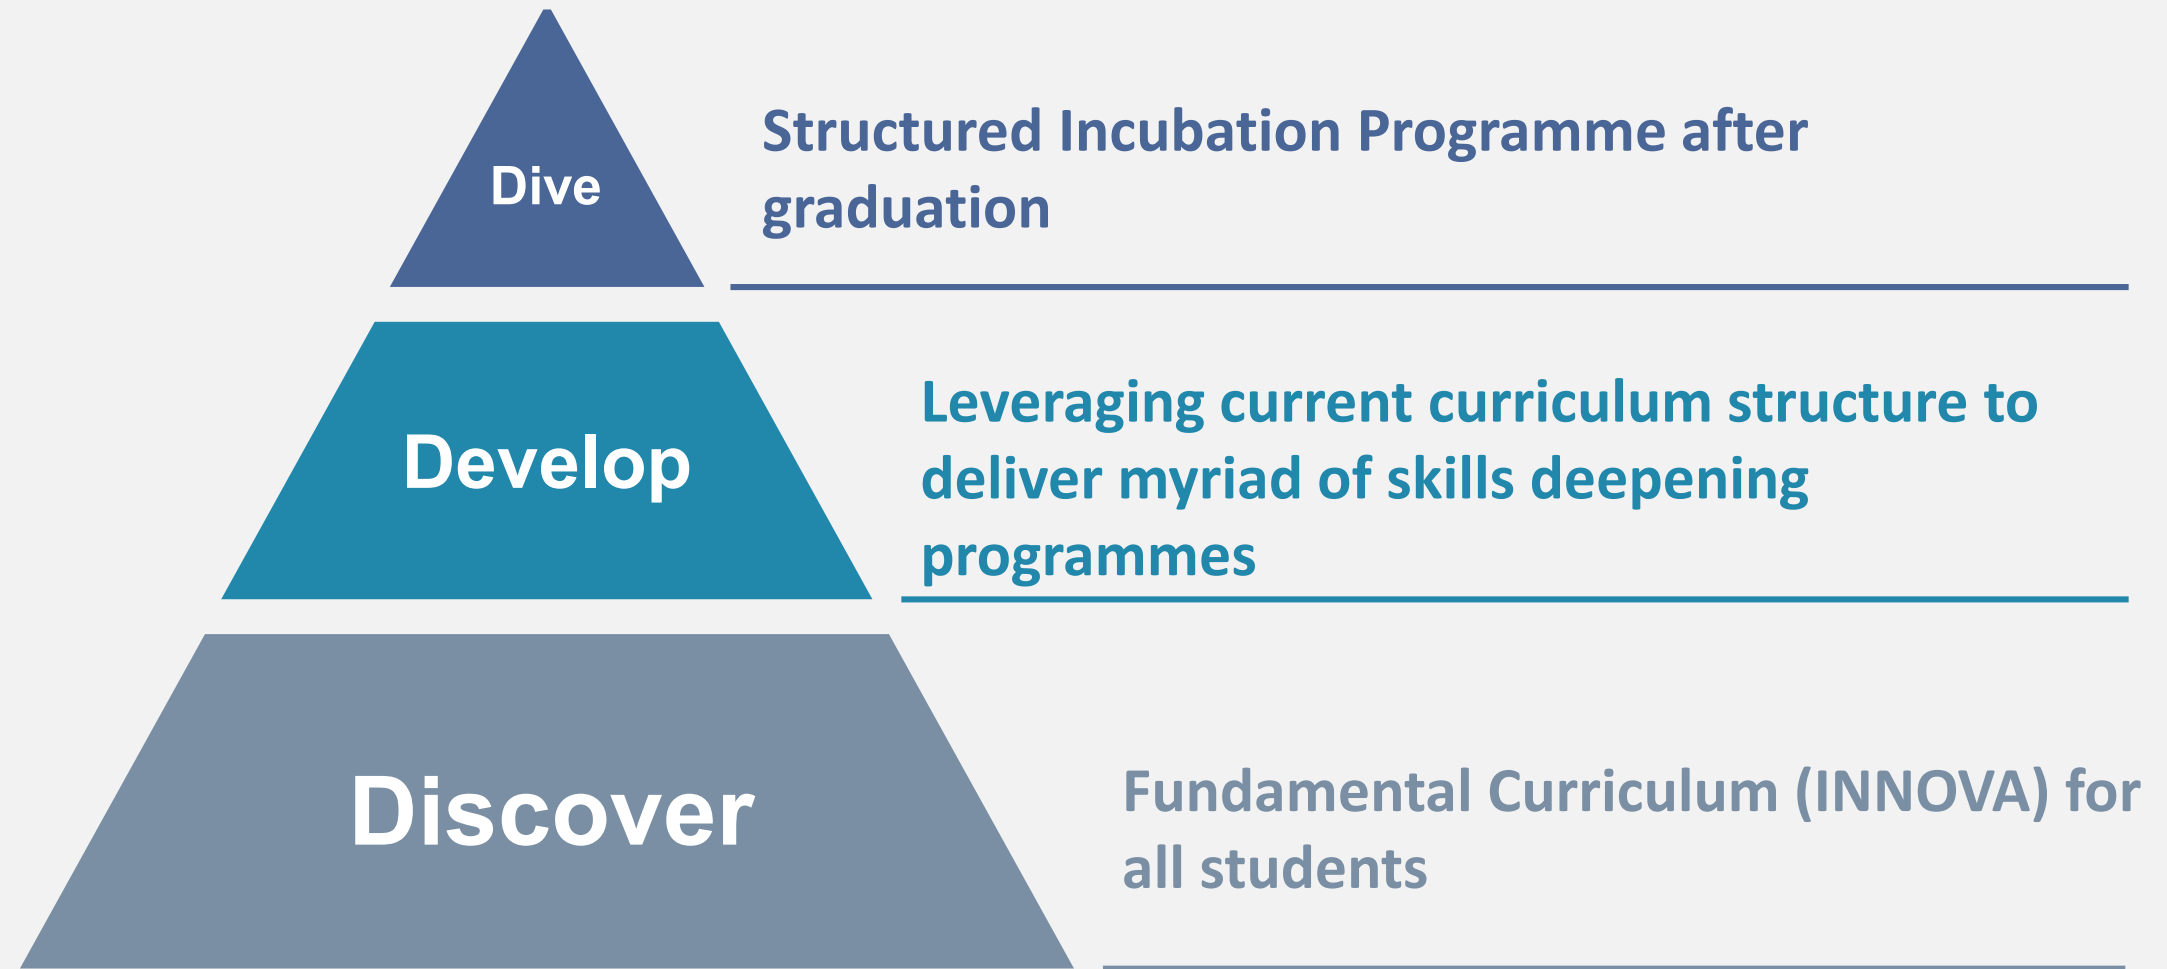 Dive
Structured Incubation Programme after
graduation
Develop
Leveraging current curriculum structure to
deliver myriad of skills deepening
programmes
Discover
Fundamental Curriculum (INNOVA) for
all students